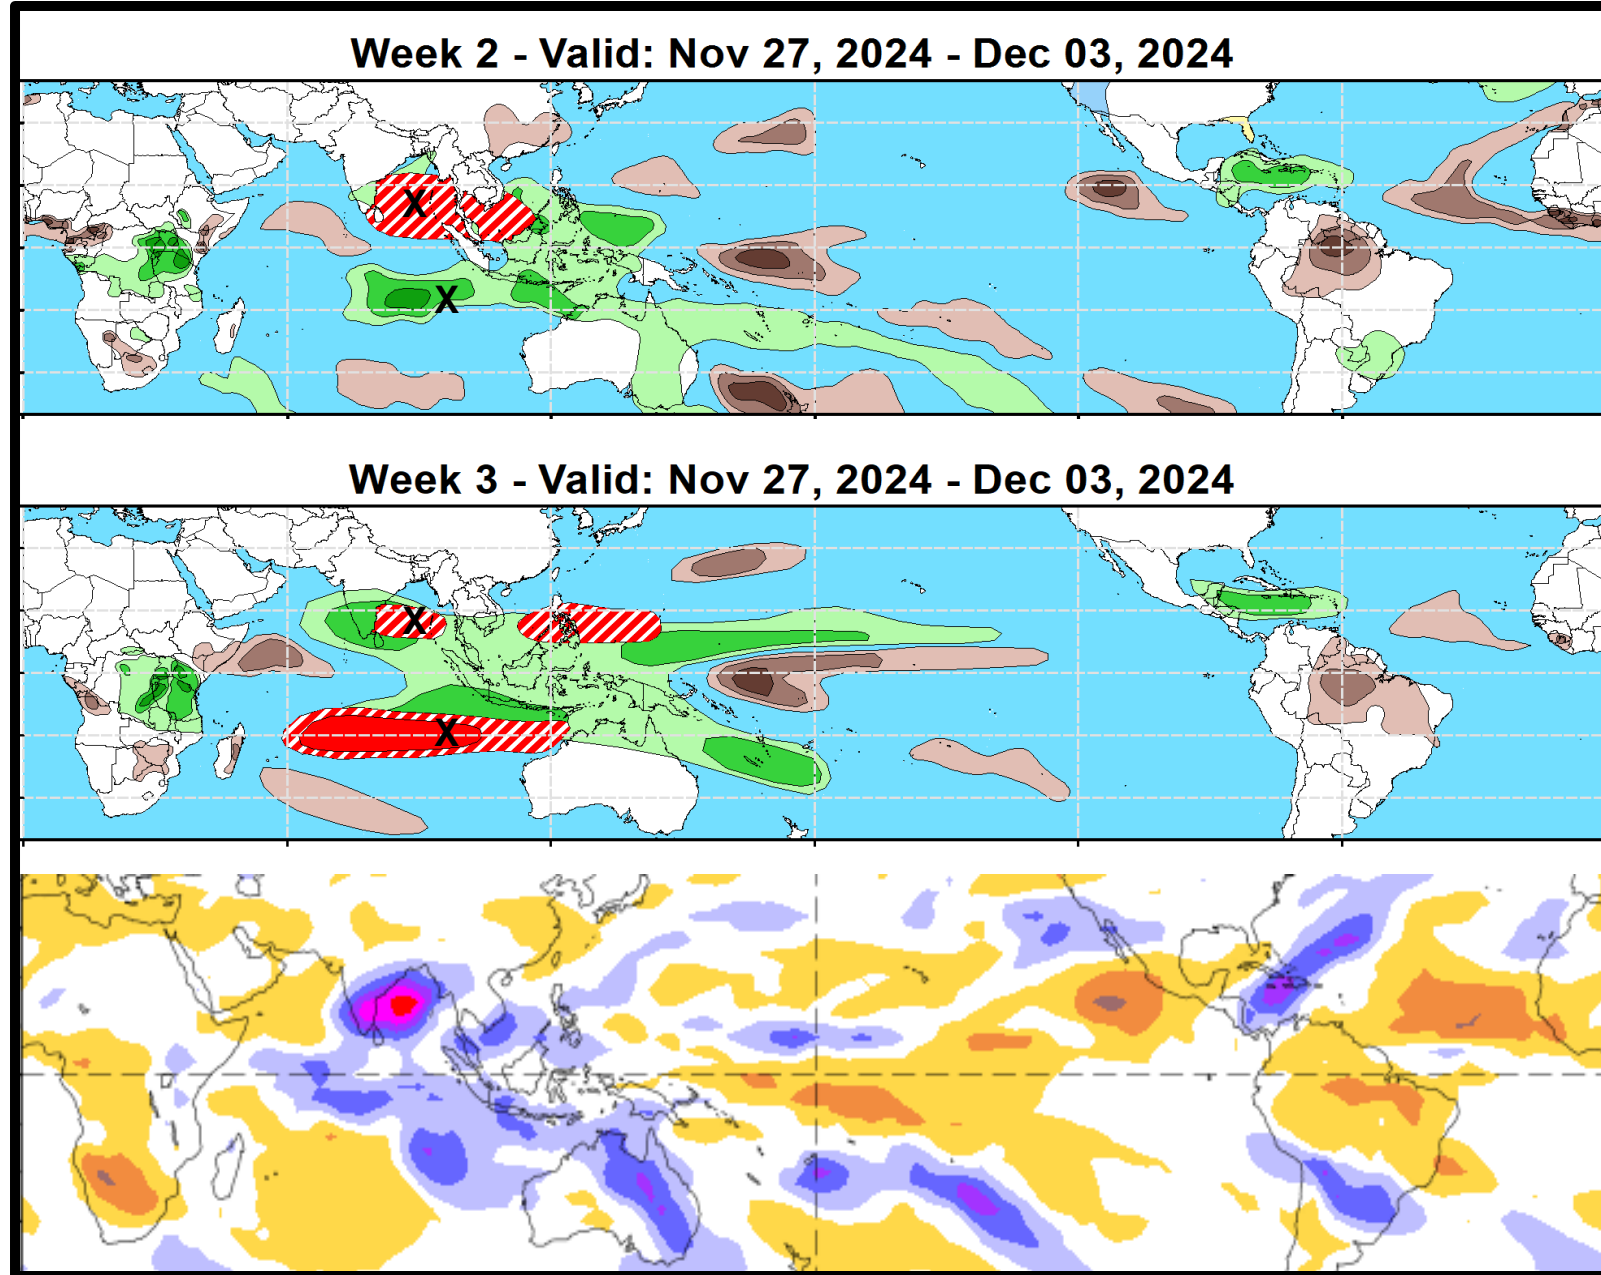 Week 2 - Valid: Nov 27, 2024 - Dec 03, 2024
X
X
Week 3 - Valid: Nov 27, 2024 - Dec 03, 2024
X
X